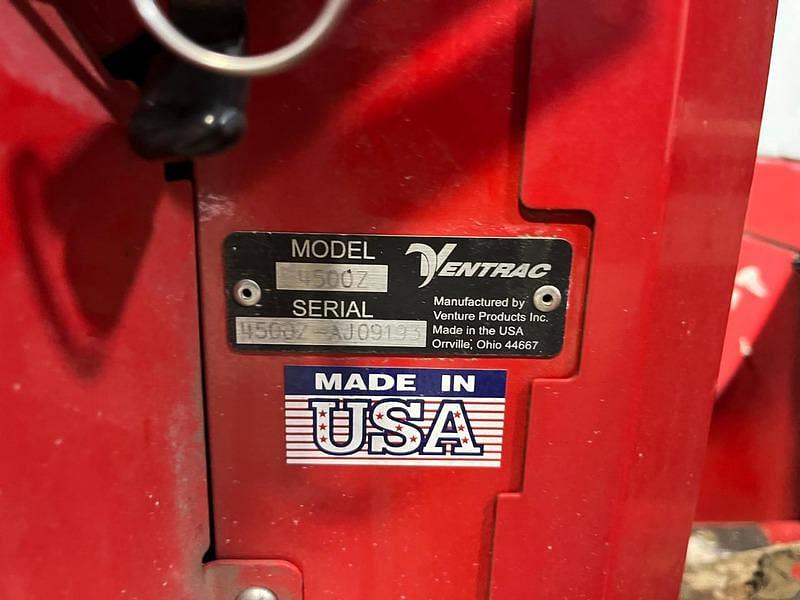 MODEL
4500Z
VENTRAC
SERIAL
4500Z-AJ09193
Manufactured by
Venture Products Inc.
Made in the USA
Orrville, Ohio 44667
MADE IN
USA